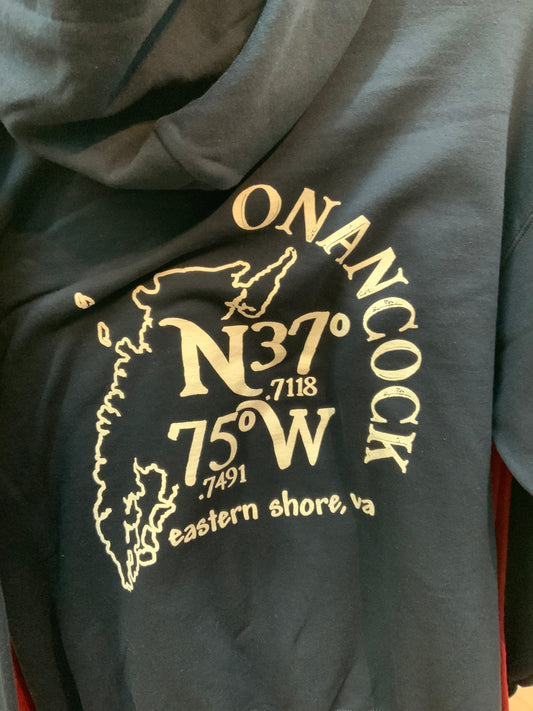 ONANCOCK
N37°
.7118
75°W
.7491
eastern shore, va